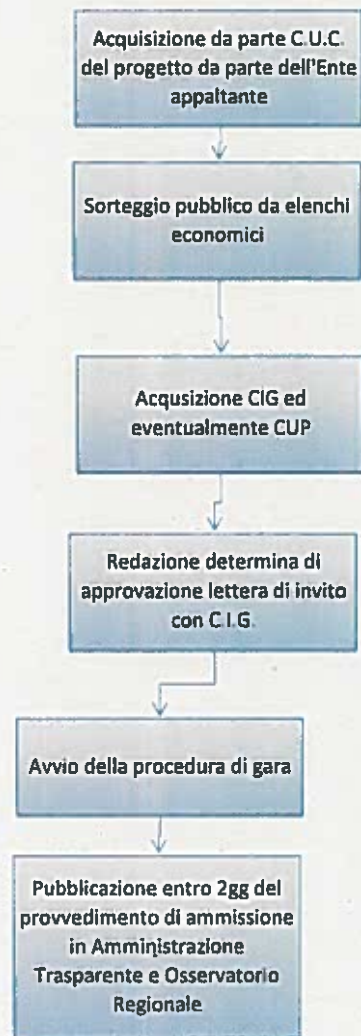 Acquisizione da parte C.U.C.
del progetto da parte dell'Ente
appaltante
Sorteggio pubblico da elenchi
economici
Acqusizione CIG ed
eventualmente CUP
Redazione determina di
approvazione lettera di invito
con C.I.G.
Avvio della procedura di gara
Pubblicazione entro 2gg del
provvedimento di ammissione
in Amministrazione
Trasparente e Osservatorio
Regionale